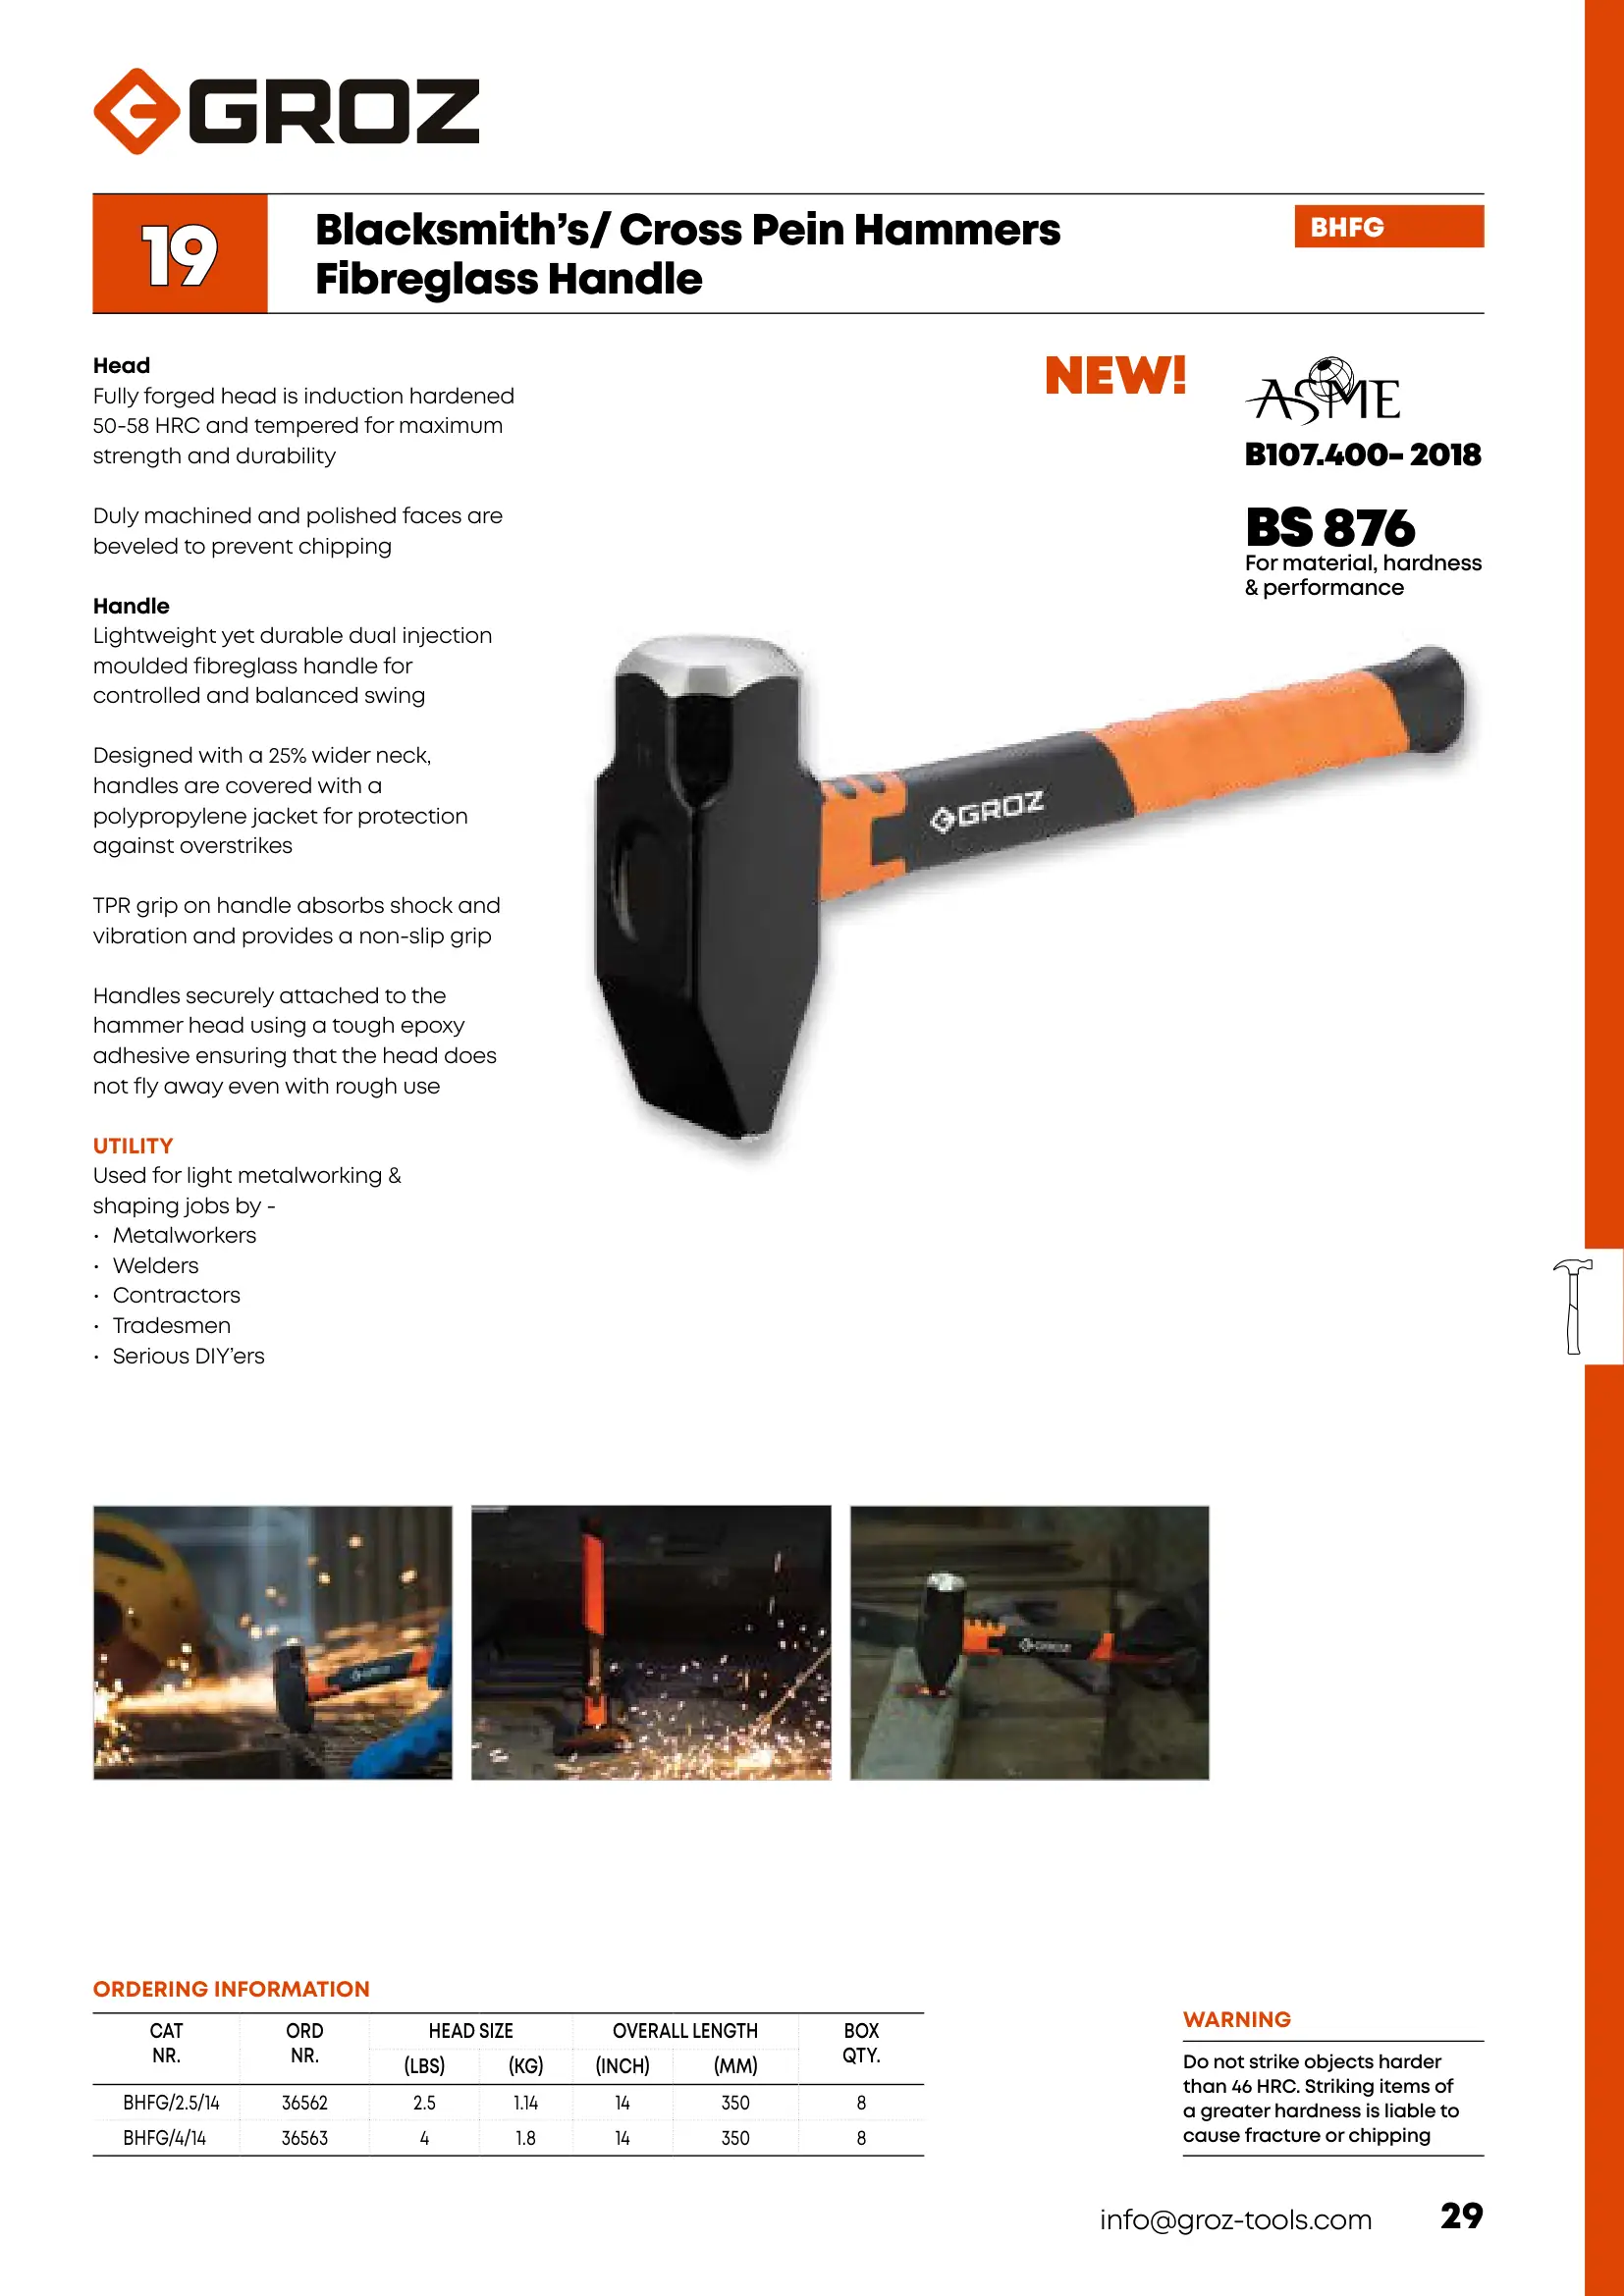 GROZ
19
Blacksmith's/ Cross Pein Hammers
Fibreglass Handle
BHFG
Head
Fully forged head is induction hardened
50-58 HRC and tempered for maximum
strength and durability
Duly machined and polished faces are
beveled to prevent chipping
Handle
Lightweight yet durable dual injection
moulded fibreglass handle for
controlled and balanced swing
Designed with a 25% wider neck,
handles are covered with a
polypropylene jacket for protection
against overstrikes
TPR grip on handle absorbs shock and
vibration and provides a non-slip grip
Handles securely attached to the
hammer head using a tough epoxy
adhesive ensuring that the head does
not fly away even with rough use
UTILITY
Used for light metalworking &
shaping jobs by -
• Metalworkers
• Welders
• Contractors
• Tradesmen
• Serious DIY'ers
NEW!
ASME
B107.400- 2018
BS 876
For material, hardness
& performance
GROZ
GROZ
GROZ
ORDERING INFORMATION
CAT NR. ORD NR. HEAD SIZE OVERALL LENGTH BOX QTY.
(LBS) (KG) (INCH) (MM)
BHFG/2.5/14 36562 2.5 1.14 14 350 8
BHFG/4/14 36563 4 1.8 14 350 8
WARNING
Do not strike objects harder
than 46 HRC. Striking items of
a greater hardness is liable to
cause fracture or chipping
info@groz-tools.com 29